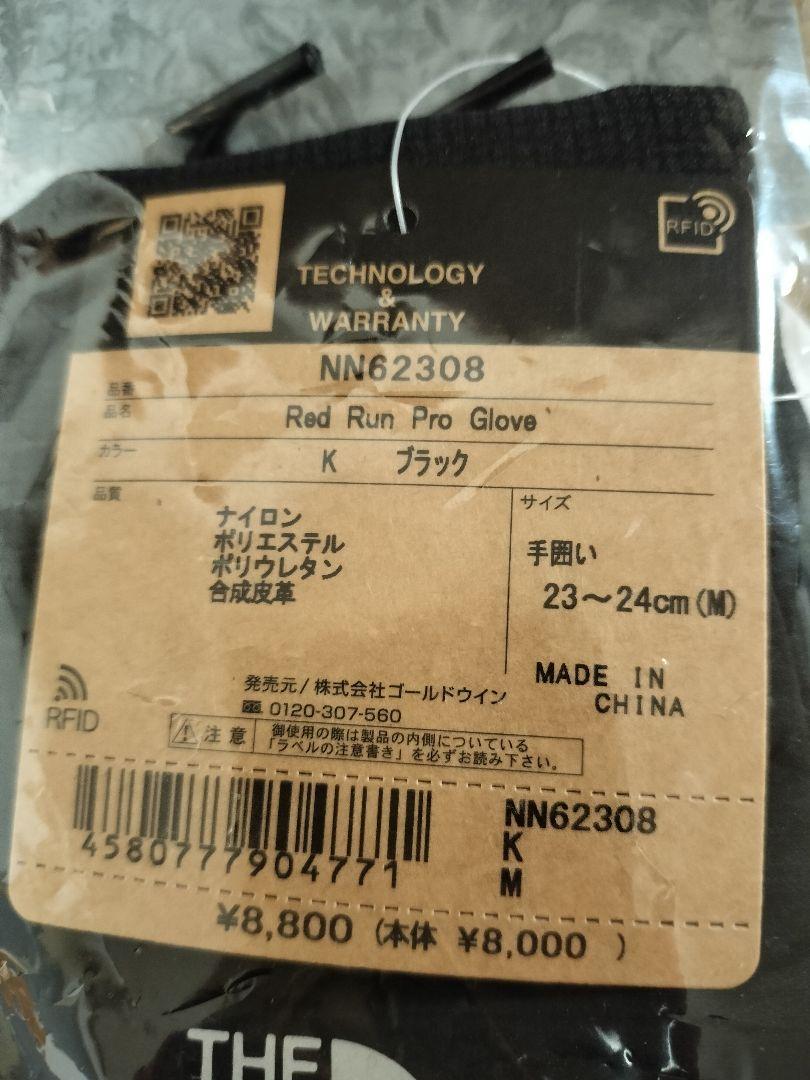 RFID
TECHNOLOGY
&
WARRANTY
品番 NN62308
品名 Red Run Pro Glove
カラー K ブラック
品質
ナイロン
ポリエステル
ポリウレタン
合成皮革
サイズ
手囲い
23～24cm(M)
MADE IN
CHINA
RFID
発売元/株式会社ゴールドウイン
0120-307-560
注意
御使用の際は製品の内側についている
「ラベルの注意書き」を必ずお読み下さい。
4580777904771
NN62308
K
M
¥8,800 (本体 ¥8,000 )
THE